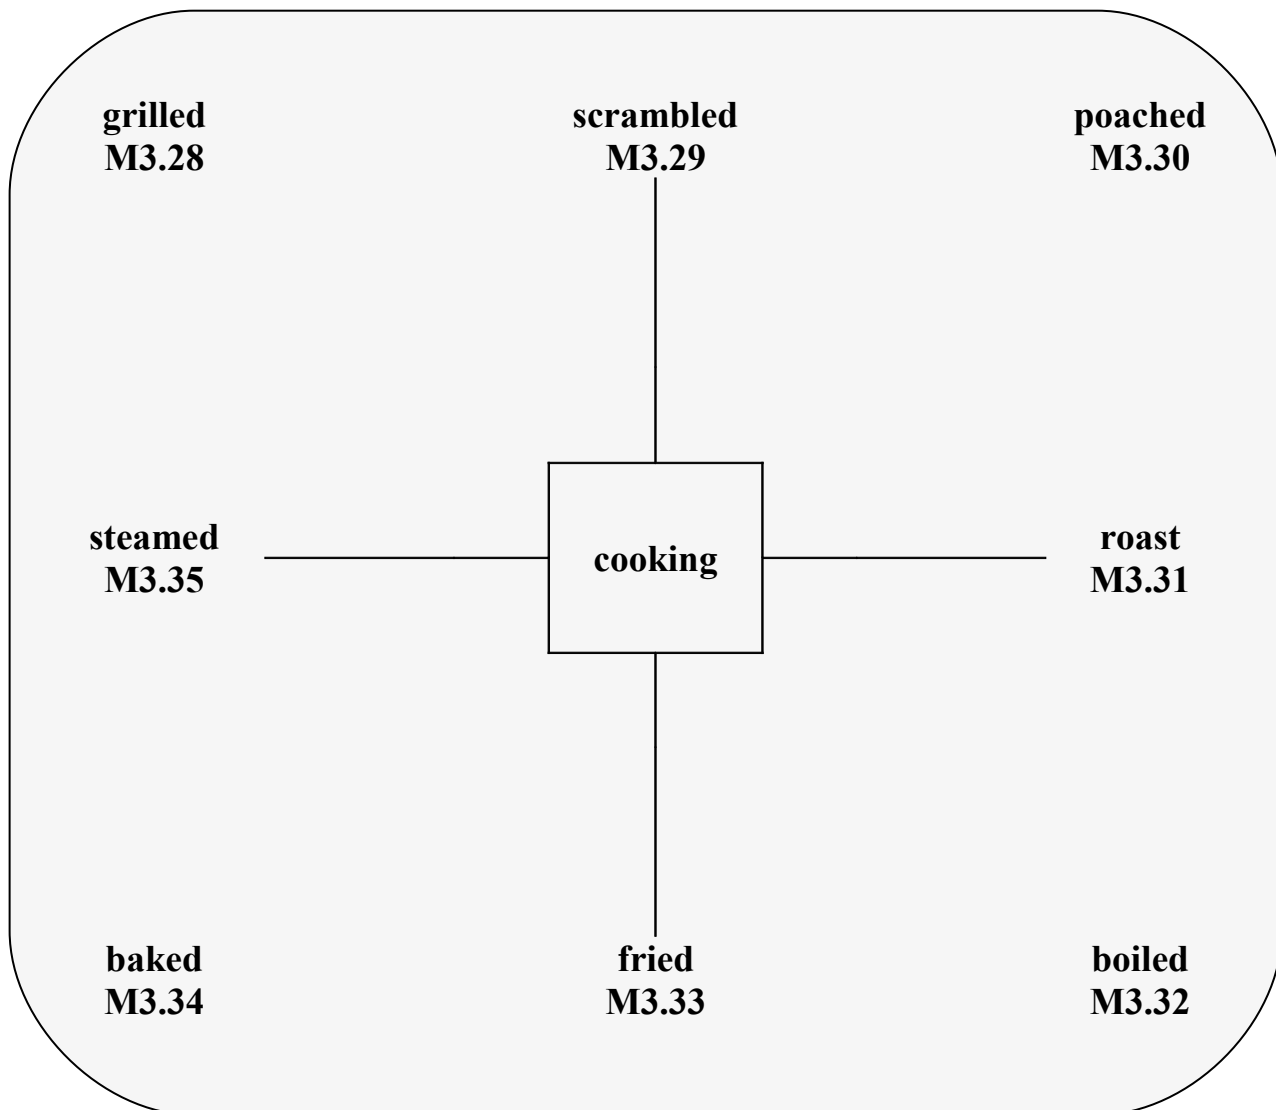 grilled
M3.28
scrambled
M3.29
poached
M3.30
steamed
M3.35
cooking
roast
M3.31
baked
M3.34
fried
M3.33
boiled
M3.32